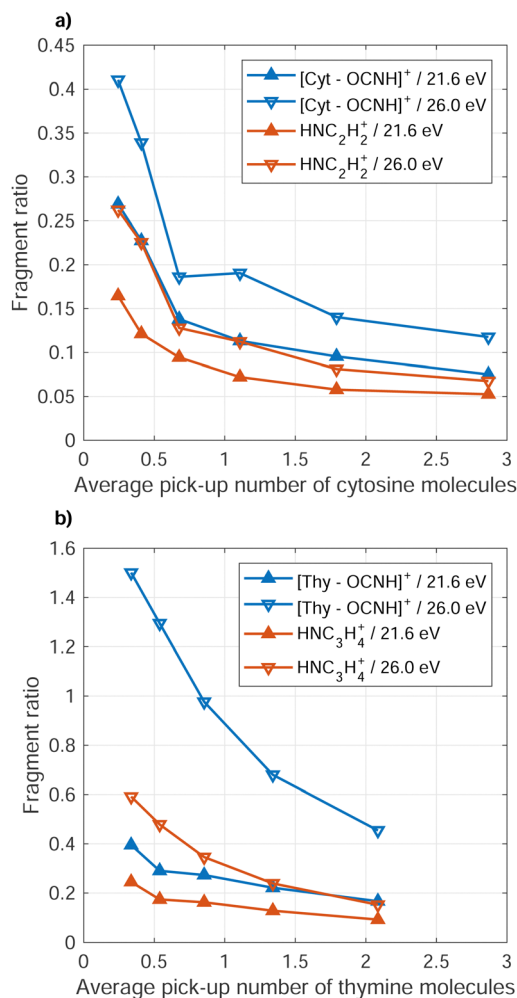 a)
0.45
0.4
0.35
0.3
0.25
0.2
0.15
0.1
0.05
0
Fragment ratio
[Cyt - OCNH]⁺ / 21.6 eV
[Cyt - OCNH]⁺ / 26.0 eV
HNC₂H₂⁺ / 21.6 eV
HNC₂H₂⁺ / 26.0 eV
0 0.5 1 1.5 2 2.5 3
Average pick-up number of cytosine molecules
b)
1.6
1.4
1.2
1
0.8
0.6
0.4
0.2
0
Fragment ratio
[Thy - OCNH]⁺ / 21.6 eV
[Thy - OCNH]⁺ / 26.0 eV
HNC₃H₄⁺ / 21.6 eV
HNC₃H₄⁺ / 26.0 eV
0 0.5 1 1.5 2 2.5 3
Average pick-up number of thymine molecules